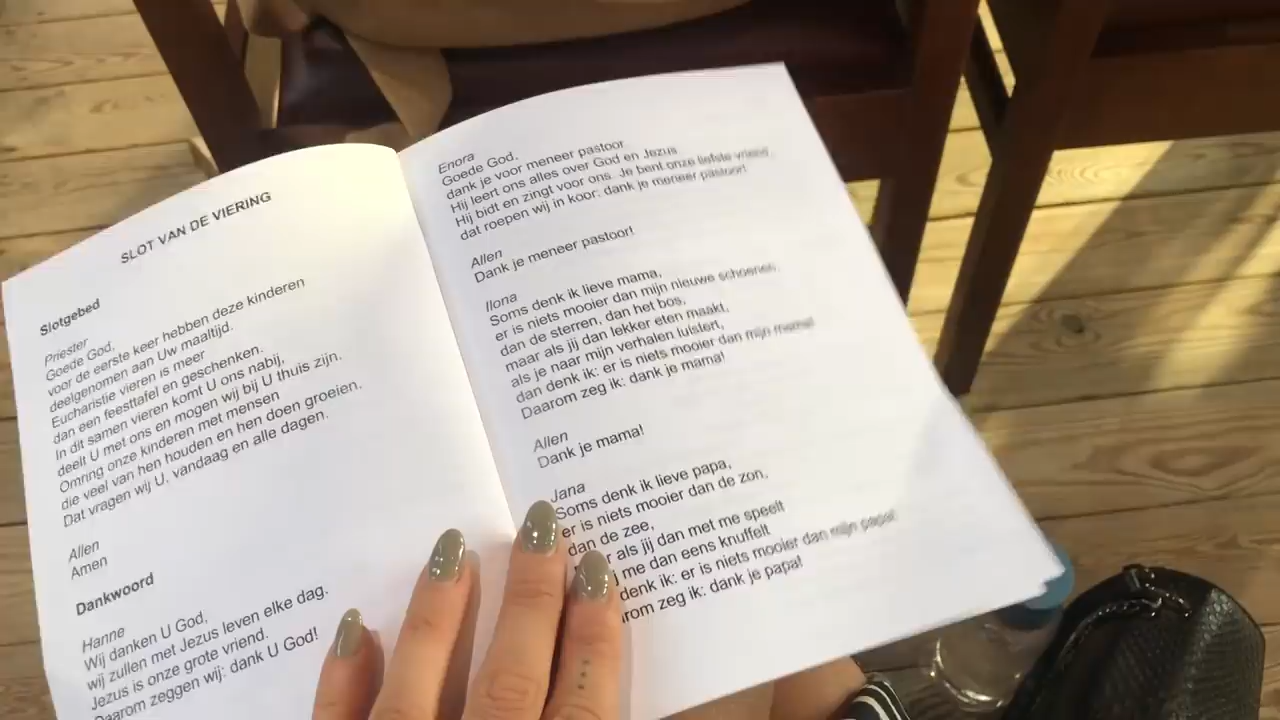 SLOT VAN DE VIERING
Slotgebed
Priester
Goede God,
voor de eerste keer hebben deze kinderen
deelgenomen aan Uw maaltijd.
Eucharistie vieren is meer
dan een feesttafel en geschenken.
In dit samen vieren komt U ons nabij,
deelt U met ons en mogen wij bij U thuis zijn.
Omring onze kinderen met mensen
die veel van hen houden en hen doen groeien.
Dat vragen wij U, vandaag en alle dagen.
Allen
Amen
Dankwoord
Hanne
Wij danken U God,
wij zullen met Jezus leven elke dag.
Jezus is onze grote vriend.
Daarom zeggen wij: dank U God!
Enora
Goede God,
dank je voor meneer pastoor.
Hij leert ons alles over God en Jezus
Hij bidt en zingt voor ons. Je bent onze liefste vriend,
dat roepen wij in koor: dank je meneer pastoor!
Allen
Dank je meneer pastoor!
Ilona
Soms denk ik lieve mama,
er is niets mooier dan mijn nieuwe schoenen,
dan de sterren, dan het bos,
maar als jij dan lekker eten maakt,
als je naar mijn verhalen luistert,
dan denk ik: er is niets mooier dan mijn mama!
Daarom zeg ik: dank je mama!
Allen
Dank je mama!
Jana
Soms denk ik lieve papa,
er is niets mooier dan de zon,
dan de zee,
als jij dan met me speelt
me dan eens knuffelt
denk ik: er is niets mooier dan mijn papa!
zeg ik: dank je papa!